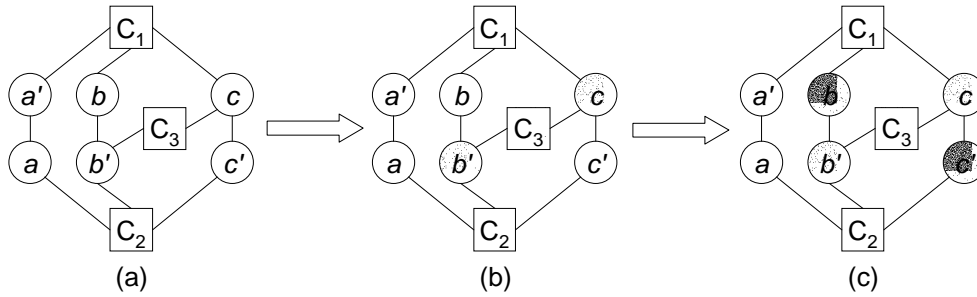 C1 C1 C1
a′ b c a′ b c a′ b c
C3 C3 C3
a b′ c′ a b′ c′ a b′ c′
C2 C2 C2
(a) (b) (c)